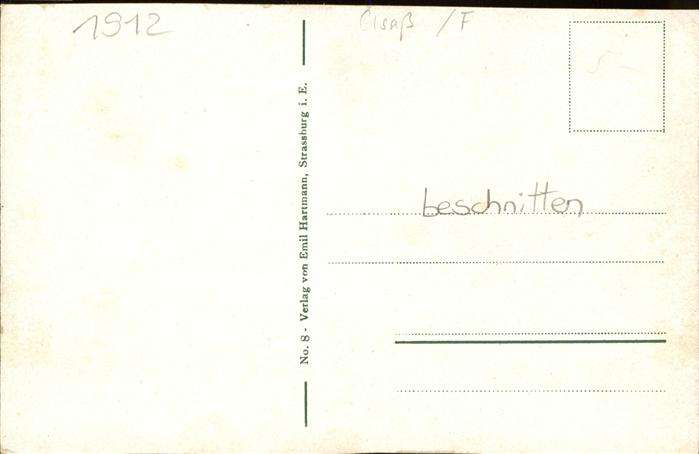 1912
Elsaß /F
5-
No. 8 - Verlag von Emil Hartmann, Strassburg i. E.
beschnitten